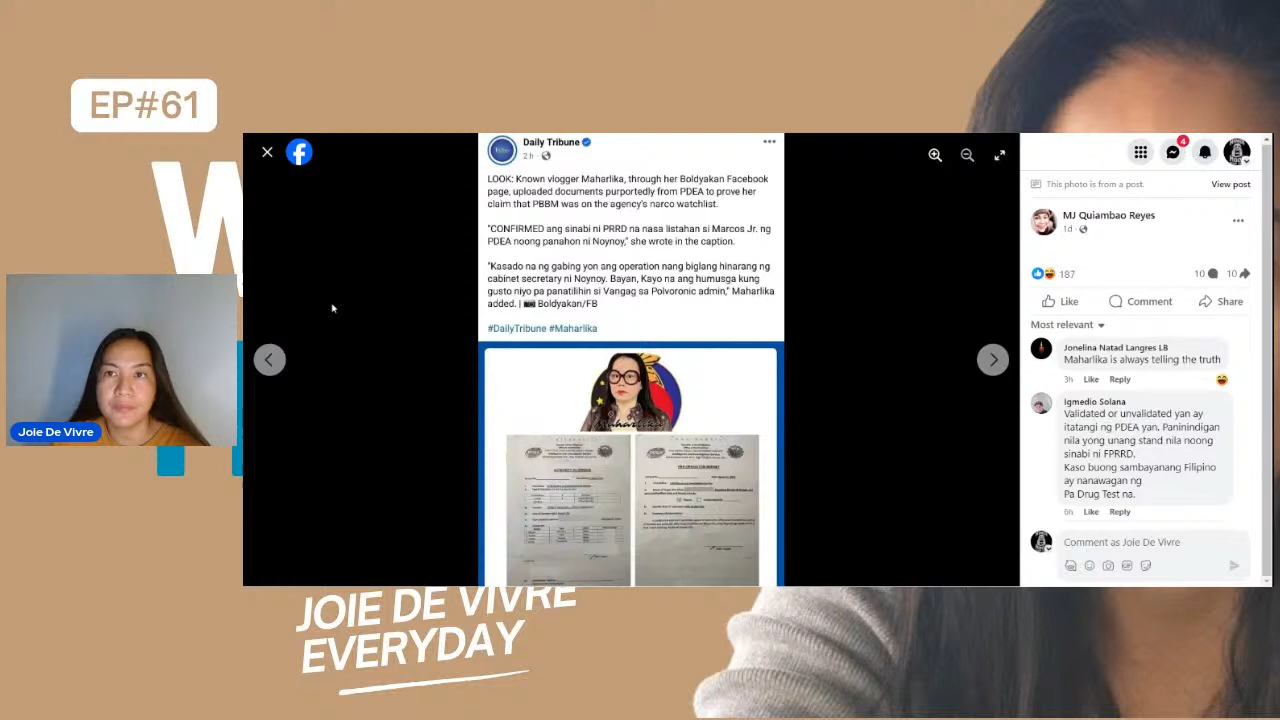 EP#61
W
Joie De Vivre
JOIE DE VIVRE
EVERYDAY
Daily Tribune
2 h ·
LOOK: Known vlogger Maharlika, through her Boldyakan Facebook
page, uploaded documents purportedly from PDEA to prove her
claim that PBBM was on the agency's narco watchlist.
"CONFIRMED ang sinabi ni PRRD na nasa listahan si Marcos Jr. ng
PDEA noong panahon ni Noynoy," she wrote in the caption.
"Kasado na ng gabing yon ang operation nang biglang hinarang ng
cabinet secretary ni Noynoy. Bayan, Kayo na ang humusga kung
gusto niyo pa panatilihin si Vangag sa Polvoronic admin," Maharlika
added. | 📷 Boldyakan/FB
#DailyTribune #Maharlika
Maharlika
4
This photo is from a post.
View post
MJ Quiambao Reyes
1d ·
187
10
10
Like
Comment
Share
Most relevant
Jonelina Natad Langres LB
Maharlika is always telling the truth
3h Like Reply
Igmedio Solana
Validated or unvalidated yan ay
itatangi ng PDEA yan. Paninindigan
nila yong unang stand nila noong
sinabi ni FPRRD.
Kaso buong sambayanang Filipino
ay nanawagan ng
Pa Drug Test na.
6h Like Reply
Comment as Joie De Vivre